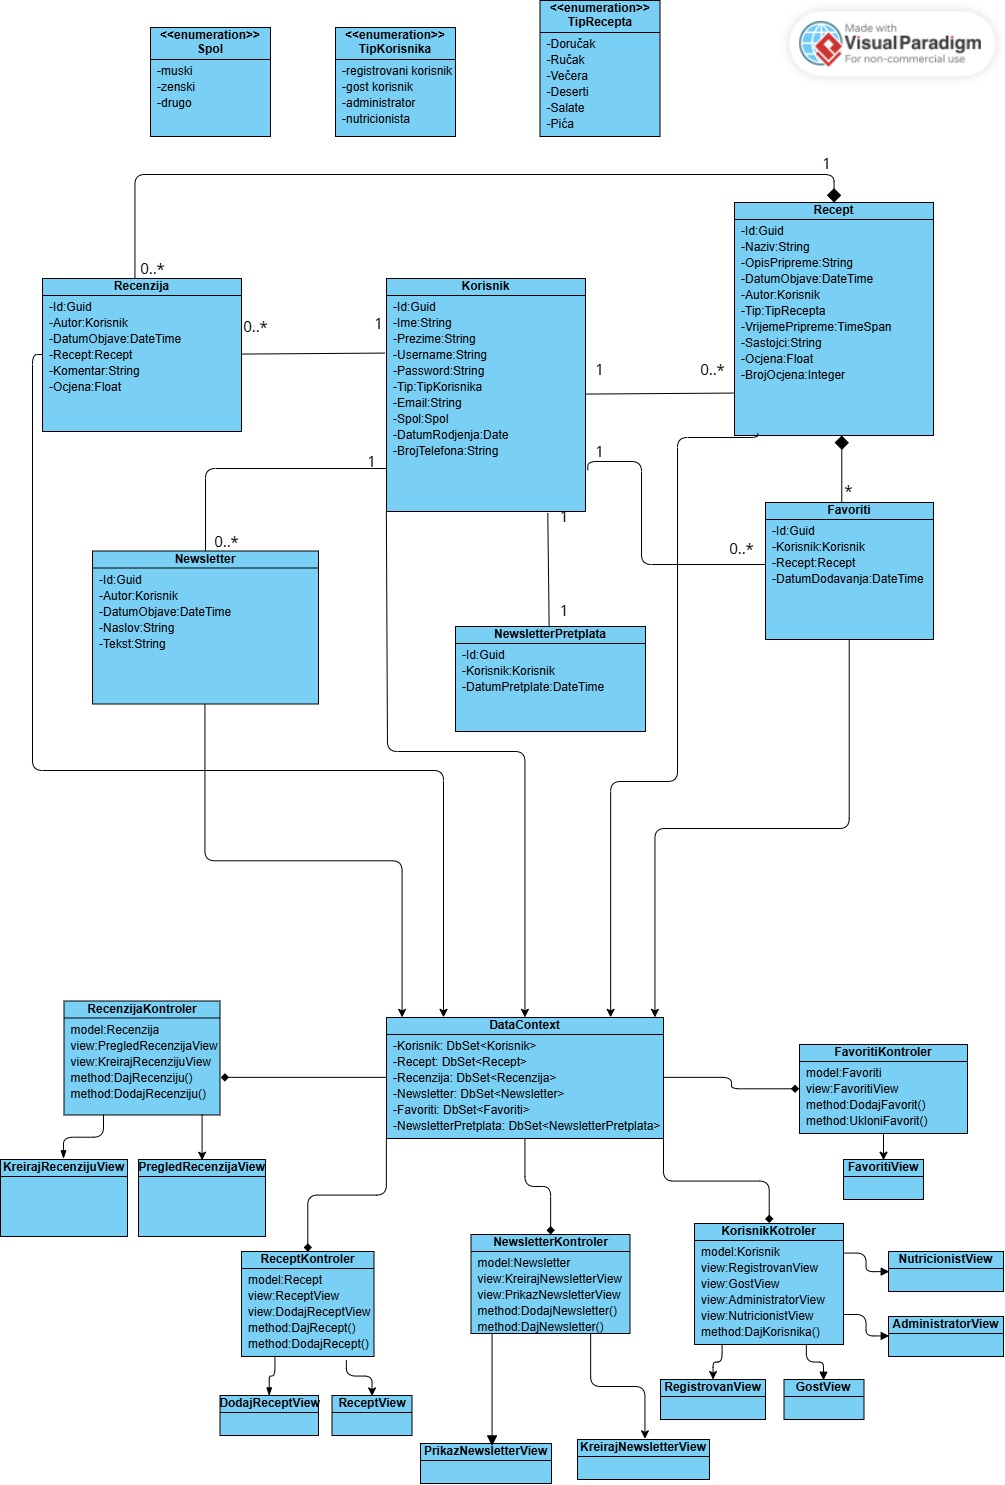 <<enumeration>>
Spol
-muski
-zenski
-drugo
<<enumeration>>
TipKorisnika
-registrovani korisnik
-gost korisnik
-administrator
-nutricionista
<<enumeration>>
TipRecepta
-Doručak
-Ručak
-Večera
-Deserti
-Salate
-Pića
Made with
VisualParadigm
For non-commercial use
1
0..*
Recept
-Id:Guid
-Naziv:String
-OpisPripreme:String
-DatumObjave:DateTime
-Autor:Korisnik
-Tip:TipRecepta
-VrijemePripreme:TimeSpan
-Sastojci:String
-Ocjena:Float
-BrojOcjena:Integer
Recenzija
-Id:Guid
-Autor:Korisnik
-DatumObjave:DateTime
-Recept:Recept
-Komentar:String
-Ocjena:Float
0..*
1
Korisnik
-Id:Guid
-Ime:String
-Prezime:String
-Username:String
-Password:String
-Tip:TipKorisnika
-Email:String
-Spol:Spol
-DatumRodjenja:Date
-BrojTelefona:String
1
0..*
1
0..*
1
0..*
*
1
1
Favoriti
-Id:Guid
-Korisnik:Korisnik
-Recept:Recept
-DatumDodavanja:DateTime
Newsletter
-Id:Guid
-Autor:Korisnik
-DatumObjave:DateTime
-Naslov:String
-Tekst:String
NewsletterPretplata
-Id:Guid
-Korisnik:Korisnik
-DatumPretplate:DateTime
RecenzijaKontroler
model:Recenzija
view:PregledRecenzijaView
view:KreirajRecenzijuView
method:DajRecenziju()
method:DodajRecenziju()
DataContext
-Korisnik: DbSet<Korisnik>
-Recept: DbSet<Recept>
-Recenzija: DbSet<Recenzija>
-Newsletter: DbSet<Newsletter>
-Favoriti: DbSet<Favoriti>
-NewsletterPretplata: DbSet<NewsletterPretplata>
FavoritiKontroler
model:Favoriti
view:FavoritiView
method:DodajFavorit()
method:UkloniFavorit()
KreirajRecenzijuView
PregledRecenzijaView
FavoritiView
ReceptKontroler
model:Recept
view:ReceptView
view:DodajReceptView
method:DajRecept()
method:DodajRecept()
NewsletterKontroler
model:Newsletter
view:KreirajNewsletterView
view:PrikazNewsletterView
method:DodajNewsletter()
method:DajNewsletter()
KorisnikKotroler
model:Korisnik
view:RegistrovanView
view:GostView
view:AdministratorView
view:NutricionistView
method:DajKorisnika()
NutricionistView
AdministratorView
RegistrovanView
GostView
DodajReceptView
ReceptView
PrikazNewsletterView
KreirajNewsletterView